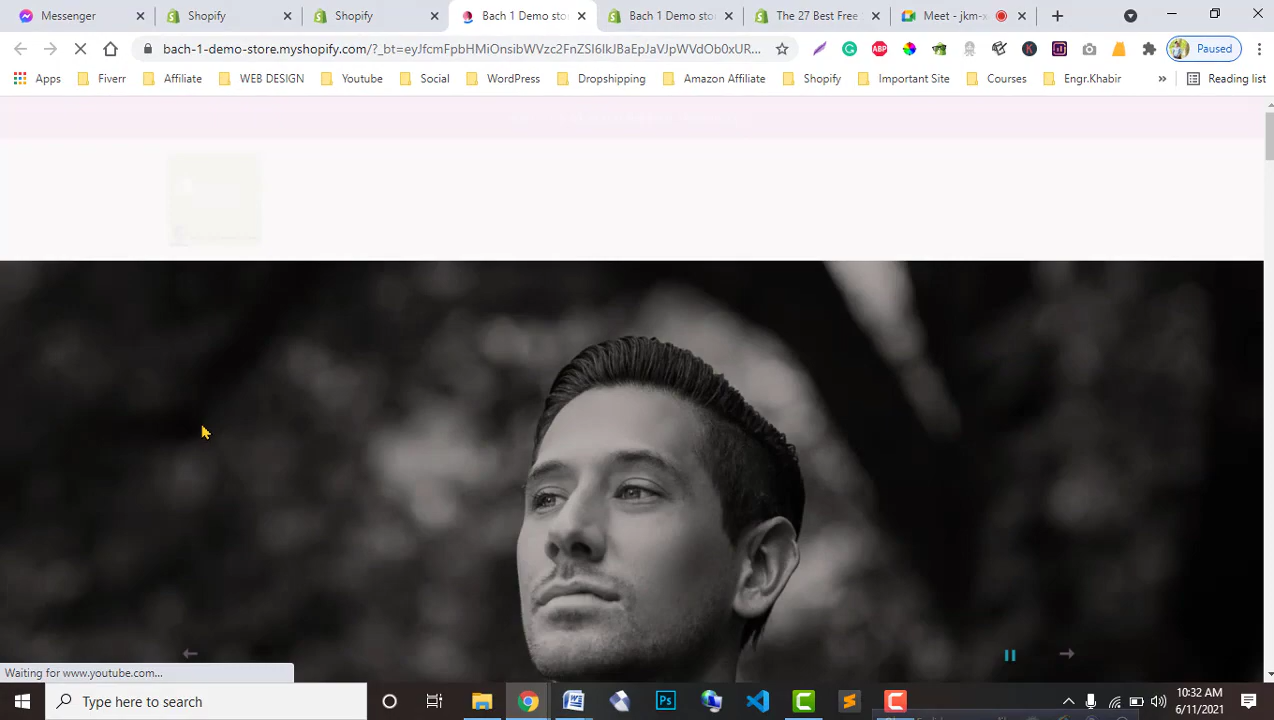 Messenger
Shopify
Shopify
Bach 1 Demo sto
Bach 1 Demo sto
The 27 Best Free
Meet - jkm-x
bach-1-demo-store.myshopify.com/?_bt=eyJfcmFpbHMiOnsibWVzc2FnZSI6IkJBaEpJaVJpWVdOb0xUR...
Paused
Apps
Fiverr
Affiliate
WEB DESIGN
Youtube
Social
WordPress
Dropshipping
Amazon Affiliate
Shopify
Important Site
Courses
Engr.Khabir
»
Reading list
Waiting for www.youtube.com...
Type here to search
10:32 AM
6/11/2021